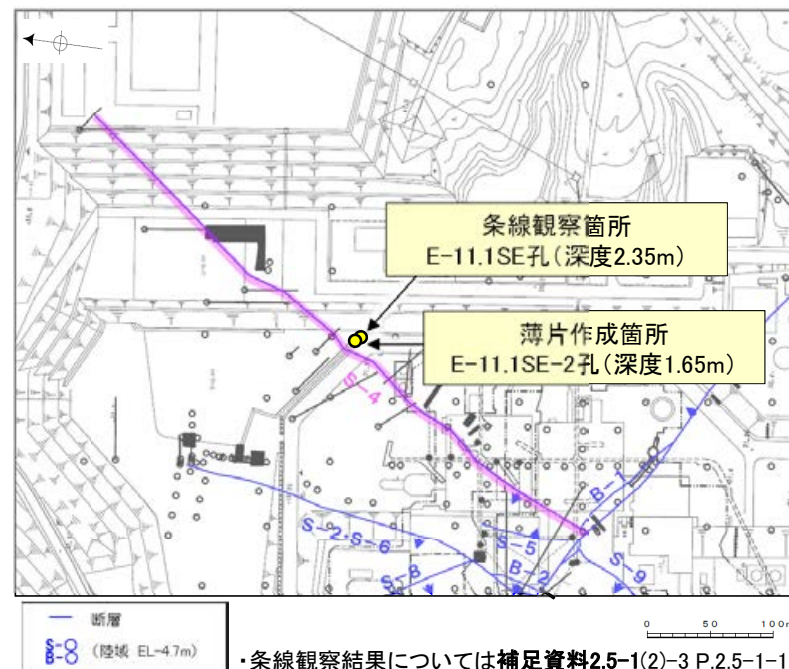 条線観察箇所
E-11.1SE孔(深度2.35m)
薄片作成箇所
E-11.1SE-2孔(深度1.65m)
S-4
B-1
S-2・S-6
S-5
S-8
B-2
S-9
断層
S-○
B-○
(陸域 EL-4.7m)
0 50 100m
・条線観察結果については補足資料2.5-1(2)-3 P.2.5-1-1